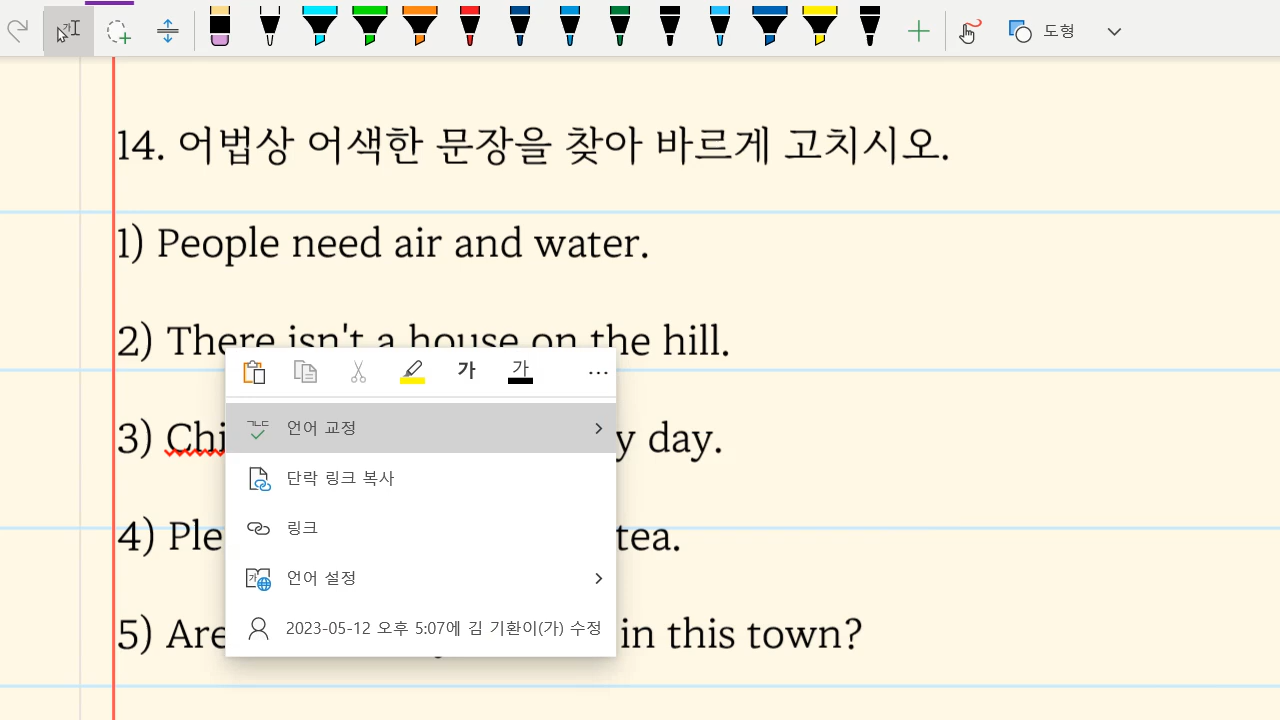 도형
14. 어법상 어색한 문장을 찾아 바르게 고치시오.
1) People need air and water.
2) There isn't a house on the hill.
가 가 ...
언어 교정
3) Chi y day.
단락 링크 복사
링크
4) Ple tea.
언어 설정
2023-05-12 오후 5:07에 김 기환이(가) 수정
5) Are in this town?